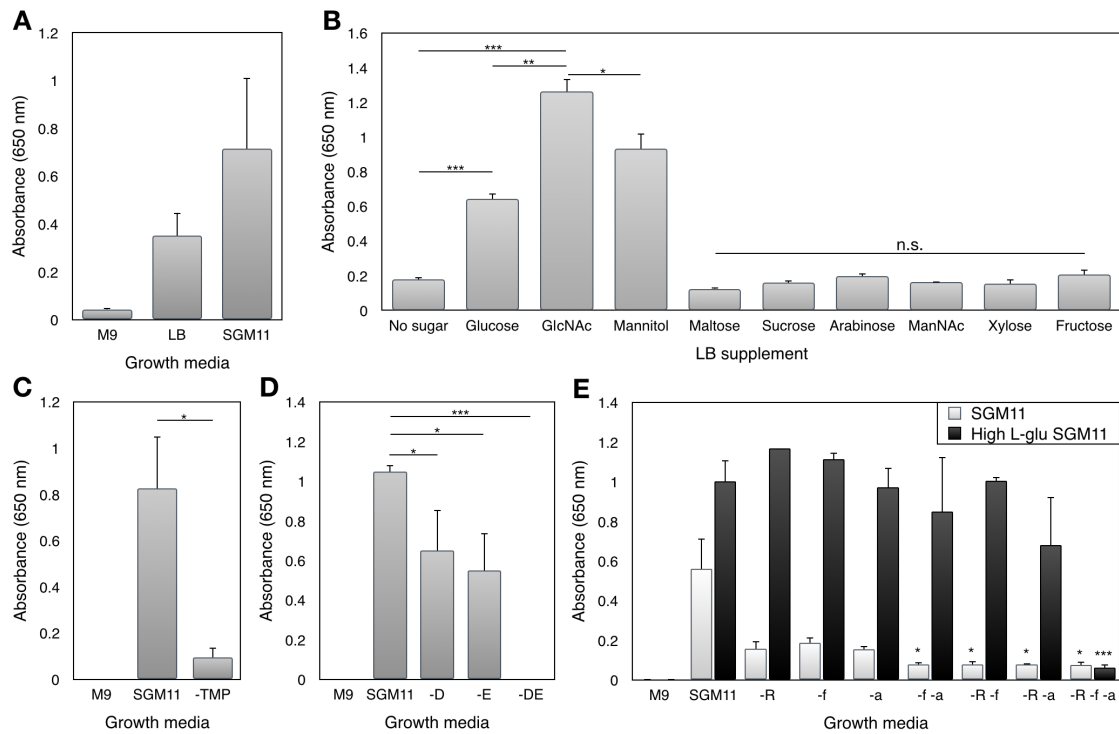 A
Absorbance (650 nm)
1.2
1
0.8
0.6
0.4
0.2
0
M9 LB SGM11
Growth media
B
Absorbance (650 nm)
1.6
1.4
1.2
1
0.8
0.6
0.4
0.2
0
***
**
*
***
n.s.
No sugar Glucose GlcNAc Mannitol Maltose Sucrose Arabinose ManNAc Xylose Fructose
LB supplement
C
Absorbance (650 nm)
1.2
1
0.8
0.6
0.4
0.2
0
*
M9 SGM11 -TMP
Growth media
D
Absorbance (650 nm)
1.4
1.2
1
0.8
0.6
0.4
0.2
0
***
*
*
M9 SGM11 -D -E -DE
Growth media
E
Absorbance (650 nm)
1.4
1.2
1
0.8
0.6
0.4
0.2
0
SGM11
High L-glu SGM11
* * * * ***
M9 SGM11 -R -f -a -f -a -R -f -R -a -R -f -a
Growth media